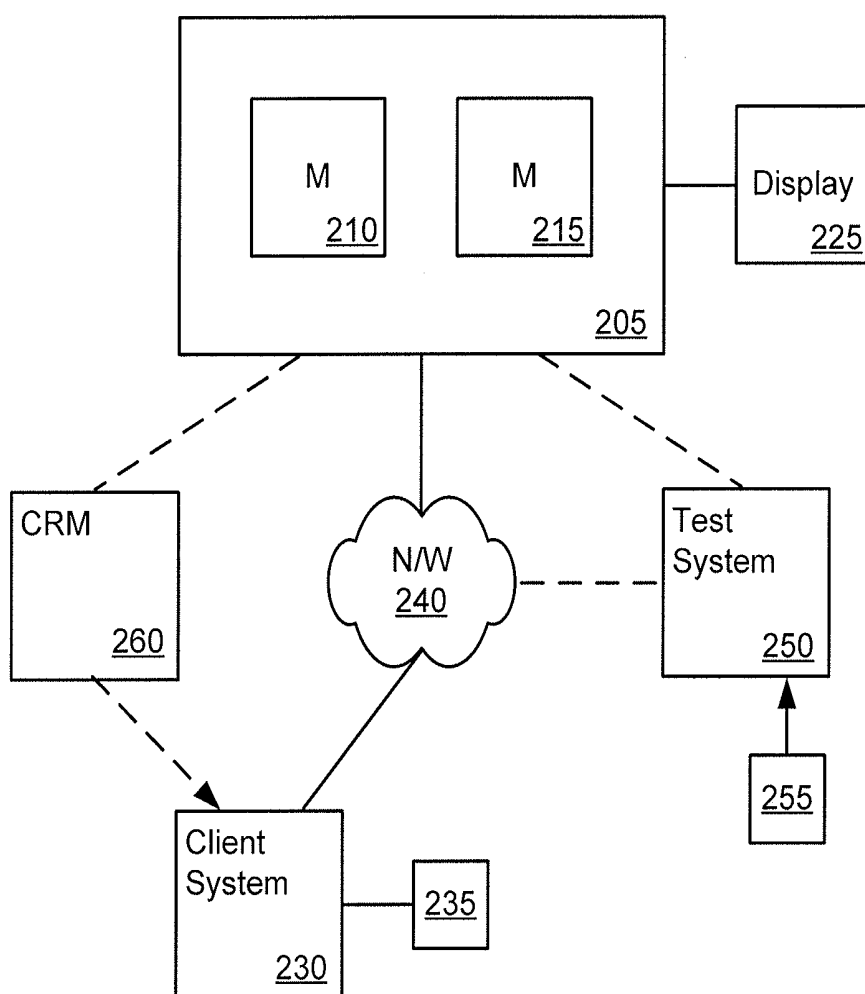 M
210
M
215
Display
225
205
CRM
260
N/W
240
Test
System
250
255
Client
System
230
235